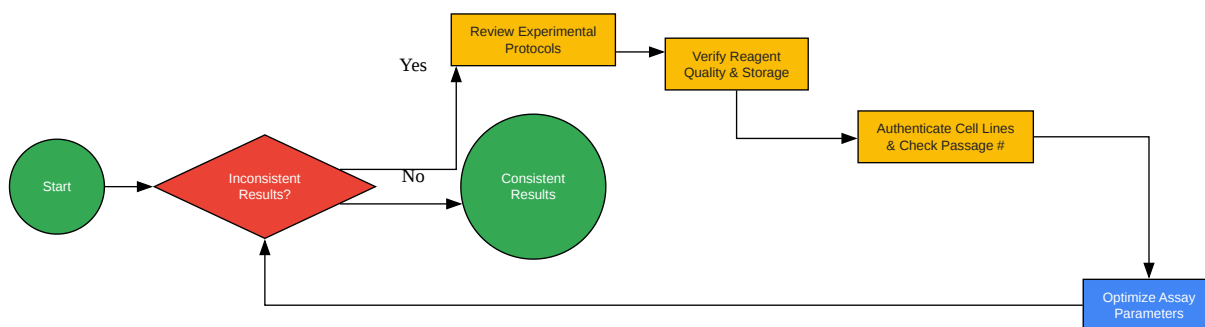 Review Experimental
Protocols
Verify Reagent
Quality & Storage
Yes
Authenticate Cell Lines
& Check Passage #
Start
Inconsistent
Results?
No
Consistent
Results
Optimize Assay
Parameters